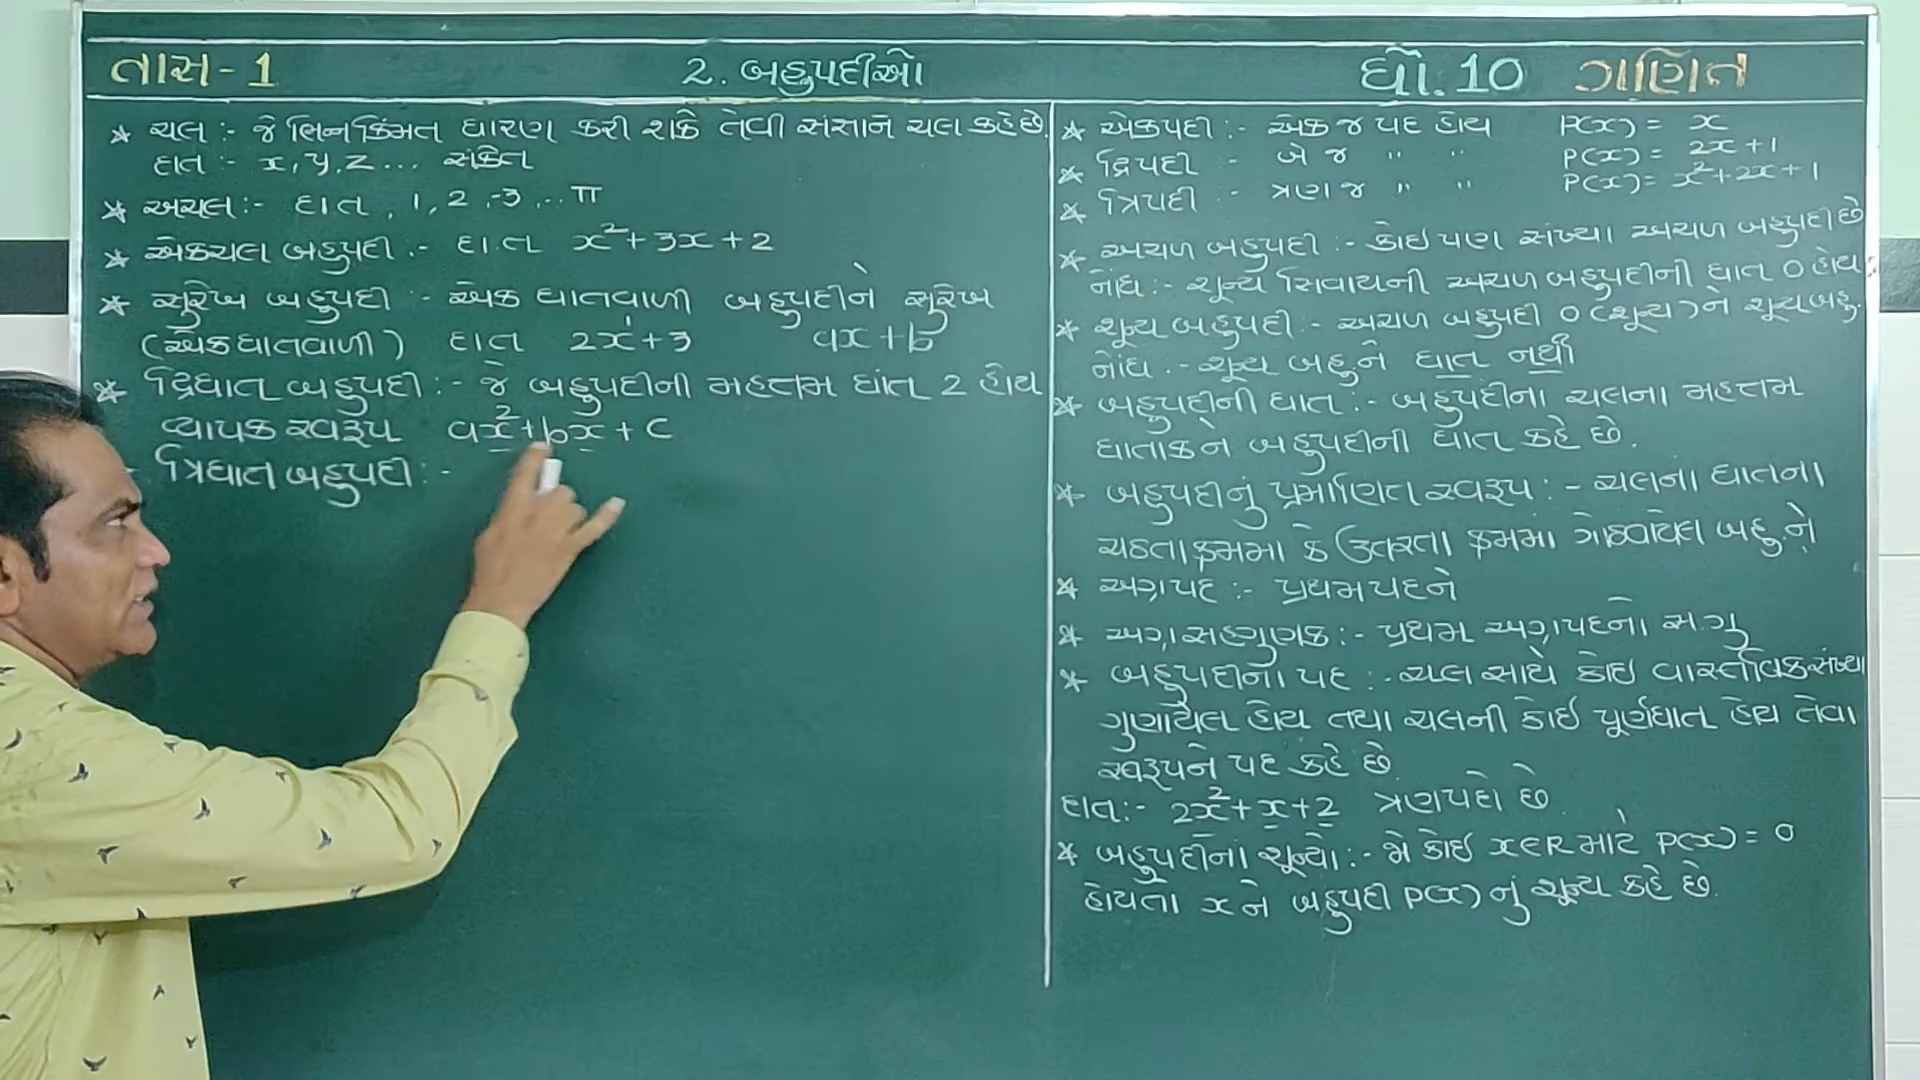 તાસ - 1
2. બહુપદીઓ
ધો. 10 ગણિત
* ચલ :- જે ભિન્ન કિંમત ધારણ કરી શકે તેવી સંજ્ઞાને ચલ કહે છે.
દા.ત :- x, y, z ... સંકેત
* અચલ :- દા.ત, 1, 2, -3, ... π
* એકચલ બહુપદી :- દા.ત x²+3x+2
* સુરેખ બહુપદી :- એક ઘાતવાળી બહુપદીને સુરેખ
(એકઘાતવાળી) દા.ત 2x¹+3 ax+b
* દ્વિઘાત બહુપદી :- જે બહુપદીની મહત્તમ ઘાત 2 હોય
વ્યાપક સ્વરૂપ ax²+bx+c
- ત્રિઘાત બહુપદી :-
* એકપદી :- એક જ પદ હોય P(x) = x
* દ્વિપદી - બે જ " " P(x) = 2x+1
* ત્રિપદી :- ત્રણ જ " " P(x) = x²+2x+1
* અચળ બહુપદી :- કોઇ પણ સંખ્યા અચળ બહુપદી છે
નોંધ :- શૂન્ય સિવાયની અચળ બહુપદીની ઘાત 0 હોય
* શૂન્ય બહુપદી :- અચળ બહુપદી 0 (શૂન્ય) ને શૂન્ય બહુ.
નોંધ :- શૂન્ય બહુને ઘાત નથી
* બહુપદીની ઘાત :- બહુપદીના ચલના મહત્તમ
ઘાતાંકને બહુપદીની ઘાત કહે છે.
* બહુપદીનું પ્રમાણિત સ્વરૂપ :- ચલના ઘાતના
ચઢતા ક્રમમાં કે ઉતરતા ક્રમમાં ગોઠવાયેલ બહુ.ને
* અગ્રપદ :- પ્રથમ પદને
* અગ્ર સહગુણક :- પ્રથમ અગ્રપદનો સ.ગુ
* બહુપદીના પદ :- ચલ સાથે કોઇ વાસ્તવિક સંખ્યા
ગુણાયેલ હોય તથા ચલની કોઇ પૂર્ણઘાત હોય તેવા
સ્વરૂપને પદ કહે છે.
દા.ત :- 2x²+x+2 ત્રણ પદો છે.
* બહુપદીનાં શૂન્યો :- જો કોઇ x∈R માટે P(x) = 0
હોય તો x ને બહુપદી P(x) નું શૂન્ય કહે છે.